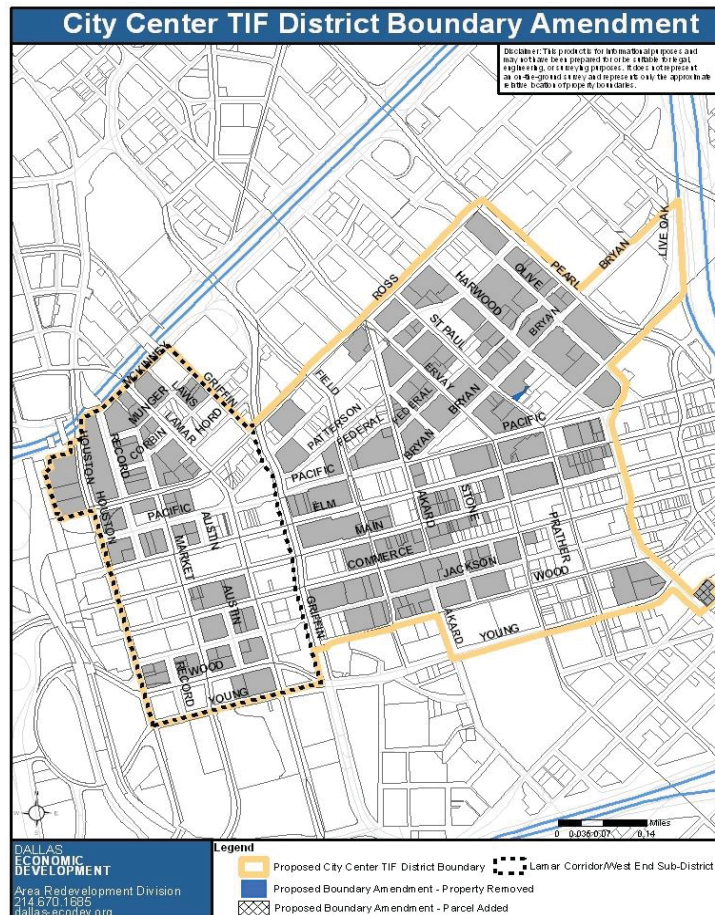 City Center TIF District Boundary Amendment
Disclaimer: This product is for informational purposes and
may not have been prepared for or be suitable for legal,
engineering, or surveying purposes. It does not represent
an on-the-ground survey and represents only the approximate
relative location of property boundaries.
LIVE OAK
BRYAN
PEARL
OLIVE
ROSS
HARWOOD
BRYAN
ST PAUL
MCKINNEY
GRIFFIN
LAWS
MUNGER
FIELD
ERVAY
HORD
LAMAR
CORBIN
PATTERSON
FEDERAL
FEDERAL
BRYAN
BRYAN
PACIFIC
HOUSTON
RECORD
PACIFIC
HOUSTON
PACIFIC
AUSTIN
ELM
AKARD
STONE
MAIN
MARKET
PRATHER
COMMERCE
JACKSON
WOOD
AUSTIN
GRIFFIN
AKARD
YOUNG
WOOD
RECORD
YOUNG
Miles
0 0.035 0.07 0.14
DALLAS
ECONOMIC
DEVELOPMENT
Area Redevelopment Division
214.670.1685
dallas-ecodev.org
Legend
Proposed City Center TIF District Boundary
Lamar Corridor/West End Sub-District
Proposed Boundary Amendment - Property Removed
Proposed Boundary Amendment - Parcel Added